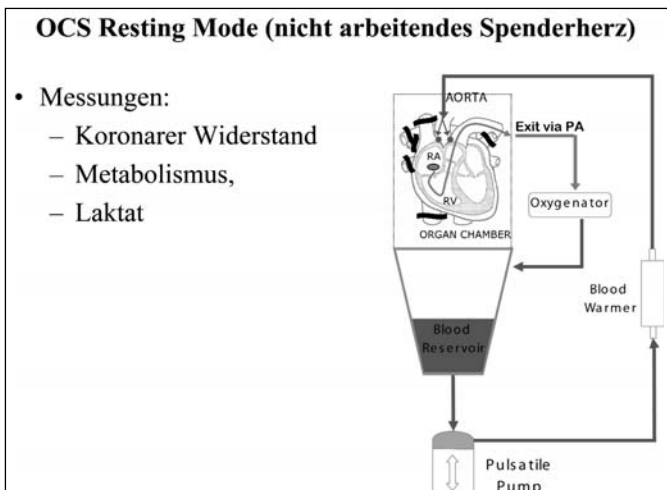 OCS Resting Mode (nicht arbeitendes Spenderherz)
• Messungen:
– Koronarer Widerstand
– Metabolismus,
– Laktat
AORTA
Exit via PA
RA
RV
Oxygenator
ORGAN CHAMBER
Blood
Warmer
Blood
Reservoir
Pulsatile
Pump